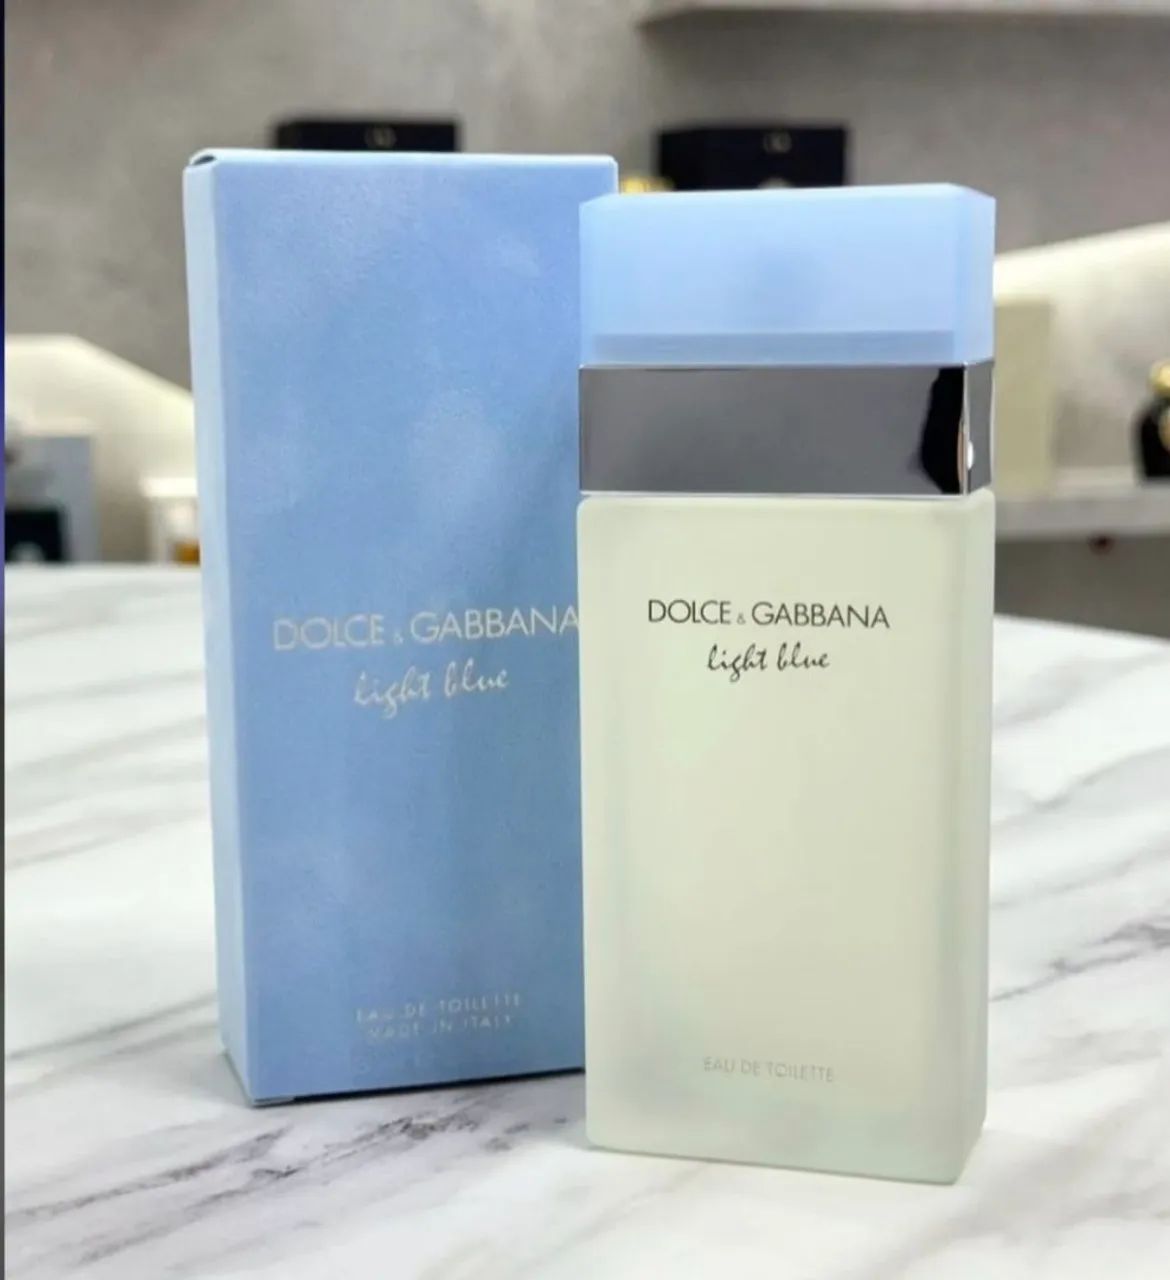 DOLCE & GABBANA
light blue
EAU DE TOILETTE
MADE IN ITALY
DOLCE & GABBANA
light blue
EAU DE TOILETTE